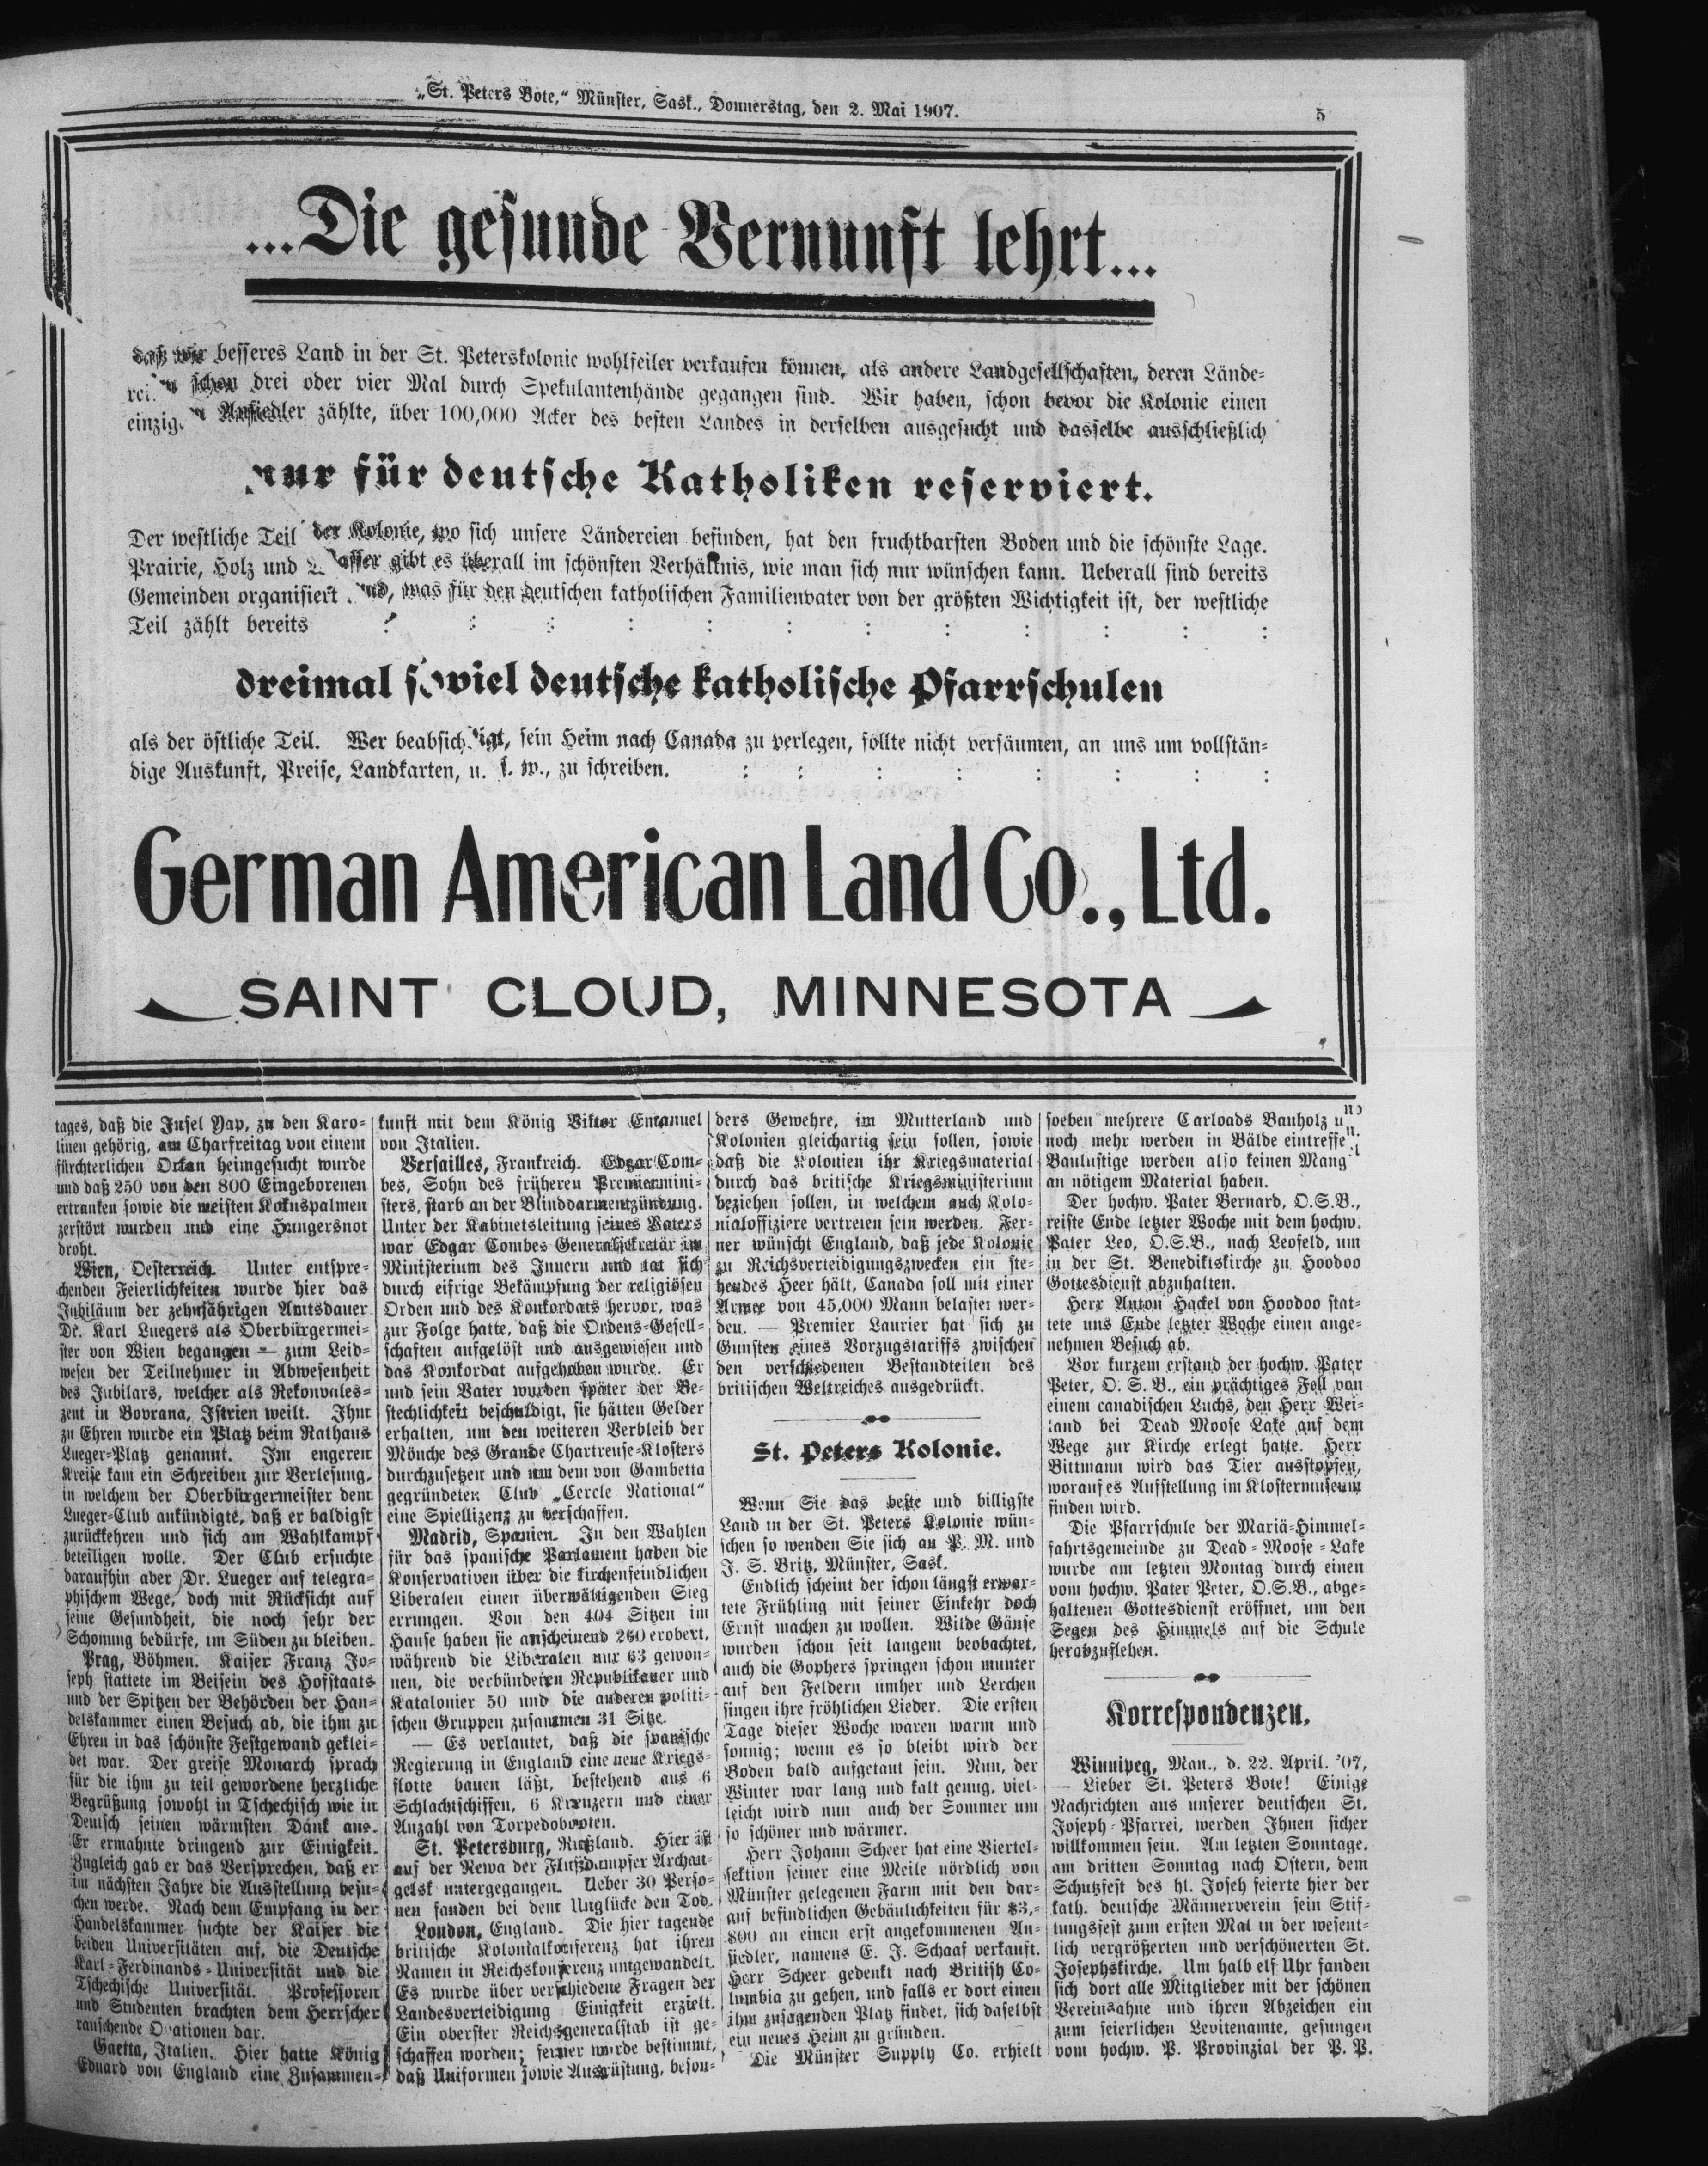 „St. Peters Bote,“ Münster, Sask., Donnerstag, den 2. Mai 1907.
5
...Die gesunde Vernunft lehrt...
daß wir besseres Land in der St. Peterskolonie wohlfeiler verkaufen können, als andere Landgesellschaften, deren Lände-
schon drei oder vier Mal durch Spekulantenhände gegangen sind. Wir haben, schon bevor die Kolonie einen
Ansiedler zählte, über 100,000 Acker des besten Landes in derselben ausgesucht und dasselbe ausschließlich
nur für deutsche Katholiken reserviert.
Der westliche Teil der Kolonie, wo sich unsere Ländereien befinden, hat den fruchtbarsten Boden und die schönste Lage.
Prairie, Holz und Wasser gibt es überall im schönsten Verhältnis, wie man sich nur wünschen kann. Ueberall sind bereits
Gemeinden organisiert und, was für den deutschen katholischen Familienvater von der größten Wichtigkeit ist, der westliche
Teil zählt bereits : : : : : : : : : : : :
dreimal soviel deutsche katholische Pfarrschulen
als der östliche Teil. Wer beabsichtigt, sein Heim nach Canada zu verlegen, sollte nicht versäumen, an uns um vollstän-
dige Auskunft, Preise, Landkarten, u. s. w., zu schreiben. : : : : : : : :
German American Land Co., Ltd.
SAINT CLOUD, MINNESOTA
tages, daß die Insel Yap, zu den Karo-
linen gehörig, am Charfreitag von einem
fürchterlichen Orkan heimgesucht wurde
und daß 250 von den 800 Eingeborenen
ertranken sowie die meisten Kokuspalmen
zerstört wurden und eine Hungersnot
droht.
Wien, Oesterreich. Unter entspre-
chenden Feierlichkeiten wurde hier das
Jubiläum der zehnjährigen Amtsdauer
Dr. Karl Luegers als Oberbürgermei-
ster von Wien begangen — zum Leid-
wesen der Teilnehmer in Abwesenheit
des Jubilars, welcher als Rekonvales-
zent in Bovrana, Istrien weilt. Ihm
zu Ehren wurde ein Platz beim Rathaus
Lueger-Platz genannt. Im engeren
Kreise kam ein Schreiben zur Verlesung,
in welchem der Oberbürgermeister dem
Lueger-Club ankündigte, daß er baldigst
zurückkehren und sich am Wahlkampf
beteiligen wolle. Der Club ersuchte
daraufhin aber Dr. Lueger auf telegra-
phischem Wege, doch mit Rücksicht auf
seine Gesundheit, die noch sehr der
Schonung bedürfe, im Süden zu bleiben.
Prag, Böhmen. Kaiser Franz Jo-
seph stattete im Beisein des Hofstaats
und der Spitzen der Behörden der Han-
delskammer einen Besuch ab, die ihm zu
Ehren in das schönste Festgewand geklei-
det war. Der greise Monarch sprach
für die ihm zu teil gewordene herzliche
Begrüßung sowohl in Tschechisch wie in
Deutsch seinen wärmsten Dank aus.
Er ermahnte dringend zur Einigkeit.
Zugleich gab er das Versprechen, daß er
im nächsten Jahre die Ausstellung besu-
chen werde. Nach dem Empfang in der
Handelskammer suchte der Kaiser die
beiden Universitäten auf, die Deutsche
Karl-Ferdinands-Universität und die
Tschechische Universität. Professoren
und Studenten brachten dem Herrscher
rauschende Ovationen dar.
Gaetta, Italien. Hier hatte König
Eduard von England eine Zusammen-
kunft mit dem König Viktor Emanuel
von Italien.
Versailles, Frankreich. Edgar Com-
bes, Sohn des früheren Premiermini-
sters, starb an der Blinddarmentzündung.
Unter der Kabinetsleitung seines Vaters
war Edgar Combes Generalsekretär im
Ministerium des Innern und tat sich
durch eifrige Bekämpfung der religiösen
Orden und des Konkordats hervor, was
zur Folge hatte, daß die Ordens-Gesell-
schaften aufgelöst und ausgewiesen und
das Konkordat aufgehoben wurde. Er
und sein Vater wurden später der Be-
stechlichkeit beschuldigt, sie hätten Gelder
erhalten, um den weiteren Verbleib der
Mönche des Grande Chartreuse-Klosters
durchzusetzen und um dem von Gambetta
gegründeten Club „Cercle National“
eine Spiellizenz zu verschaffen.
Madrid, Spanien. In den Wahlen
für das spanische Parlament haben die
Konservativen über die kirchenfeindlichen
Liberalen einen überwältigenden Sieg
errungen. Von den 404 Sitzen im
Hause haben sie anscheinend 260 erobert,
während die Liberalen nur 63 gewon-
nen, die verbündeten Republikaner und
Katalonier 50 und die anderen politi-
schen Gruppen zusammen 31 Sitze.
— Es verlautet, daß die spanische
Regierung in England eine neue Kriegs-
flotte bauen läßt, bestehend aus 6
Schlachtschiffen, 6 Kreuzern und einer
Anzahl von Torpedobooten.
St. Petersburg, Rußland. Hier ist
auf der Newa der Flußdampfer Archan-
gelsk untergegangen. Ueber 30 Perso-
nen fanden bei dem Unglücke den Tod.
London, England. Die hier tagende
britische Kolonialkonferenz hat ihren
Namen in Reichskonferenz umgewandelt.
Es wurde über verschiedene Fragen der
Landesverteidigung Einigkeit erzielt.
Ein oberster Reichsgeneralstab ist ge-
schaffen worden; ferner wurde bestimmt,
daß Uniformen sowie Ausrüstung, beson-
ders Gewehre, im Mutterland und
Kolonien gleichartig sein sollen, sowie
daß die Kolonien ihr Kriegsmaterial
durch das britische Kriegsministerium
beziehen sollen, in welchem auch Kolo-
nialoffiziere vertreten sein werden. Fer-
ner wünscht England, daß jede Kolonie
zu Reichsverteidigungszwecken ein ste-
hendes Heer hält, Canada soll mit einer
Armee von 45,000 Mann belastet wer-
den. — Premier Laurier hat sich zu
Gunsten eines Vorzugstariffs zwischen
den verschiedenen Bestandteilen des
britischen Weltreiches ausgedrückt.
St. Peters Kolonie.
Wenn Sie das beste und billigste
Land in der St. Peters Kolonie wün-
schen so wenden Sie sich an P. M. und
J. S. Britz, Münster, Sask.
Endlich scheint der schon längst erwar-
tete Frühling mit seiner Einkehr doch
Ernst machen zu wollen. Wilde Gänse
wurden schon seit langem beobachtet,
auch die Gophers springen schon munter
auf den Feldern umher und Lerchen
singen ihre fröhlichen Lieder. Die ersten
Tage dieser Woche waren warm und
sonnig; wenn es so bleibt wird der
Boden bald aufgetaut sein. Nun, der
Winter war lang und kalt genug, viel-
leicht wird nun auch der Sommer um
so schöner und wärmer.
Herr Johann Scheer hat eine Viertel-
sektion seiner eine Meile nördlich von
Münster gelegenen Farm mit den dar-
auf befindlichen Gebäulichkeiten für $3,-
800 an einen erst angekommenen An-
siedler, namens E. J. Schaaf verkauft.
Herr Scheer gedenkt nach British Co-
lumbia zu gehen, und falls er dort einen
ihm zusagenden Platz findet, sich daselbst
ein neues Heim zu gründen.
Die Münster Supply Co. erhielt
soeben mehrere Carloads Bauholz und
noch mehr werden in Bälde eintreffen.
Baulustige werden also keinen Mangel
an nötigem Material haben.
Der hochw. Pater Bernard, O.S.B.,
reiste Ende letzter Woche mit dem hochw.
Pater Leo, O.S.B., nach Leofeld, um
in der St. Benediktskirche zu Hoodoo
Gottesdienst abzuhalten.
Herr Anton Hackel von Hoodoo stat-
tete uns Ende letzter Woche einen ange-
nehmen Besuch ab.
Vor kurzem erstand der hochw. Pater
Peter, O. S. B., ein prächtiges Fell von
einem canadischen Luchs, den Herr Wei-
land bei Dead Moose Lake auf dem
Wege zur Kirche erlegt hatte. Herr
Bittmann wird das Tier ausstopfen,
worauf es Aufstellung im Klostermuseum
finden wird.
Die Pfarrschule der Mariä-Himmel-
fahrtsgemeinde zu Dead-Moose-Lake
wurde am letzten Montag durch einen
vom hochw. Pater Peter, O.S.B., abge-
haltenen Gottesdienst eröffnet, um den
Segen des Himmels auf die Schule
herabzuflehen.
Korrespondenzen.
Winnipeg, Man., d. 22. April. '07,
— Lieber St. Peters Bote! Einige
Nachrichten aus unserer deutschen St.
Joseph-Pfarrei, werden Ihnen sicher
willkommen sein. Am letzten Sonntage,
am dritten Sonntag nach Ostern, dem
Schutzfest des hl. Joseh feierte hier der
kath. deutsche Männerverein sein Stif-
tungsfest zum ersten Mal in der wesent-
lich vergrößerten und verschönerten St.
Josephskirche. Um halb elf Uhr fanden
sich dort alle Mitglieder mit der schönen
Vereinsahne und ihren Abzeichen ein
zum feierlichen Levitenamte, gesungen
vom hochw. P. Provinzial der P. P.